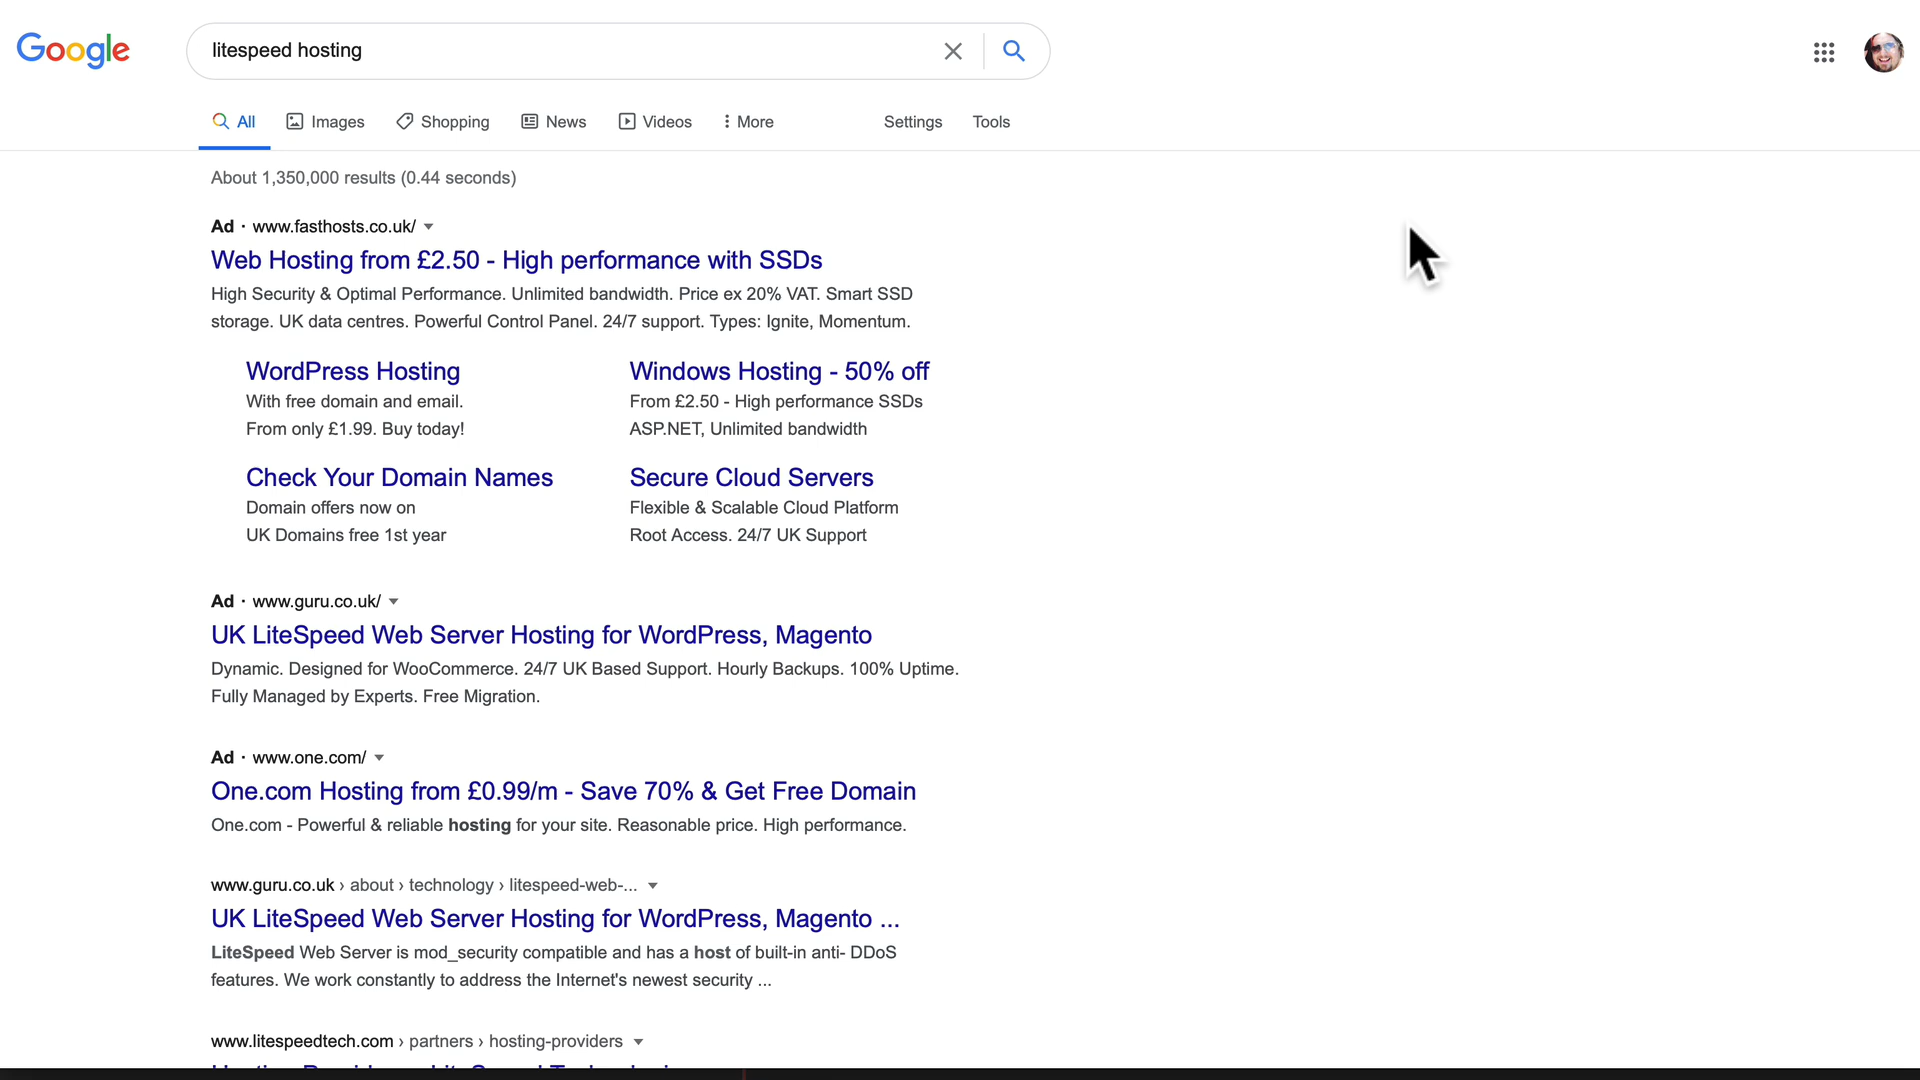 Google
litespeed hosting
All Images Shopping News Videos More Settings Tools
About 1,350,000 results (0.44 seconds)
Ad · www.fasthosts.co.uk/
Web Hosting from £2.50 - High performance with SSDs
High Security & Optimal Performance. Unlimited bandwidth. Price ex 20% VAT. Smart SSD
storage. UK data centres. Powerful Control Panel. 24/7 support. Types: Ignite, Momentum.
WordPress Hosting
With free domain and email.
From only £1.99. Buy today!
Windows Hosting - 50% off
From £2.50 - High performance SSDs
ASP.NET, Unlimited bandwidth
Check Your Domain Names
Domain offers now on
UK Domains free 1st year
Secure Cloud Servers
Flexible & Scalable Cloud Platform
Root Access. 24/7 UK Support
Ad · www.guru.co.uk/
UK LiteSpeed Web Server Hosting for WordPress, Magento
Dynamic. Designed for WooCommerce. 24/7 UK Based Support. Hourly Backups. 100% Uptime.
Fully Managed by Experts. Free Migration.
Ad · www.one.com/
One.com Hosting from £0.99/m - Save 70% & Get Free Domain
One.com - Powerful & reliable hosting for your site. Reasonable price. High performance.
www.guru.co.uk › about › technology › litespeed-web-...
UK LiteSpeed Web Server Hosting for WordPress, Magento ...
LiteSpeed Web Server is mod_security compatible and has a host of built-in anti- DDoS
features. We work constantly to address the Internet's newest security ...
www.litespeedtech.com › partners › hosting-providers